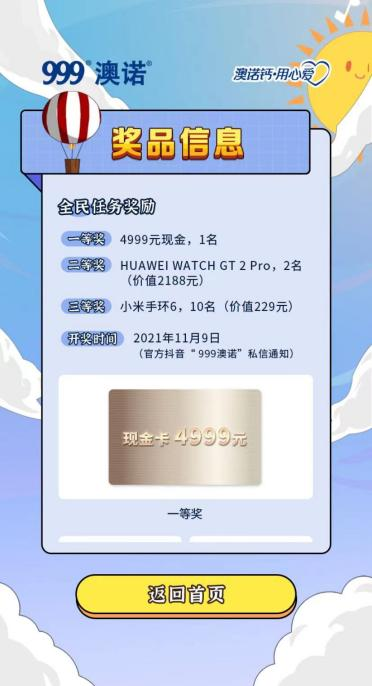 999® 澳诺®
澳诺钙·用心爱
奖品信息
全民任务奖励
一等奖 4999元现金，1名
二等奖 HUAWEI WATCH GT 2 Pro，2名
（价值2188元）
三等奖 小米手环6，10名（价值229元）
开奖时间 2021年11月9日
（官方抖音“999澳诺”私信通知）
现金卡 4999元
一等奖
返回首页